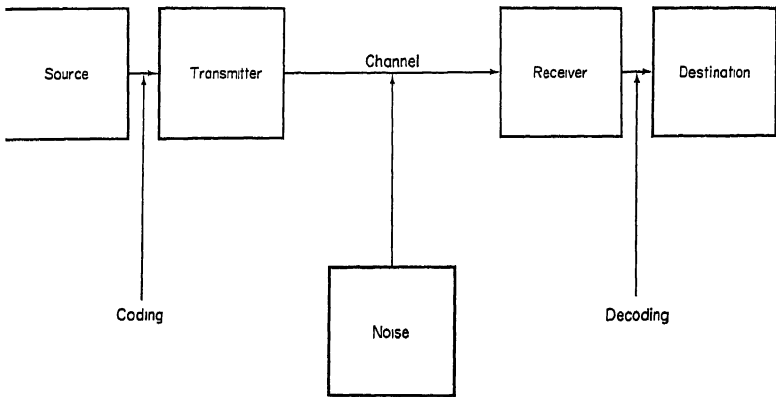 Channel
Source
Transmitter
Receiver
Destination
Coding
Decoding
Noise